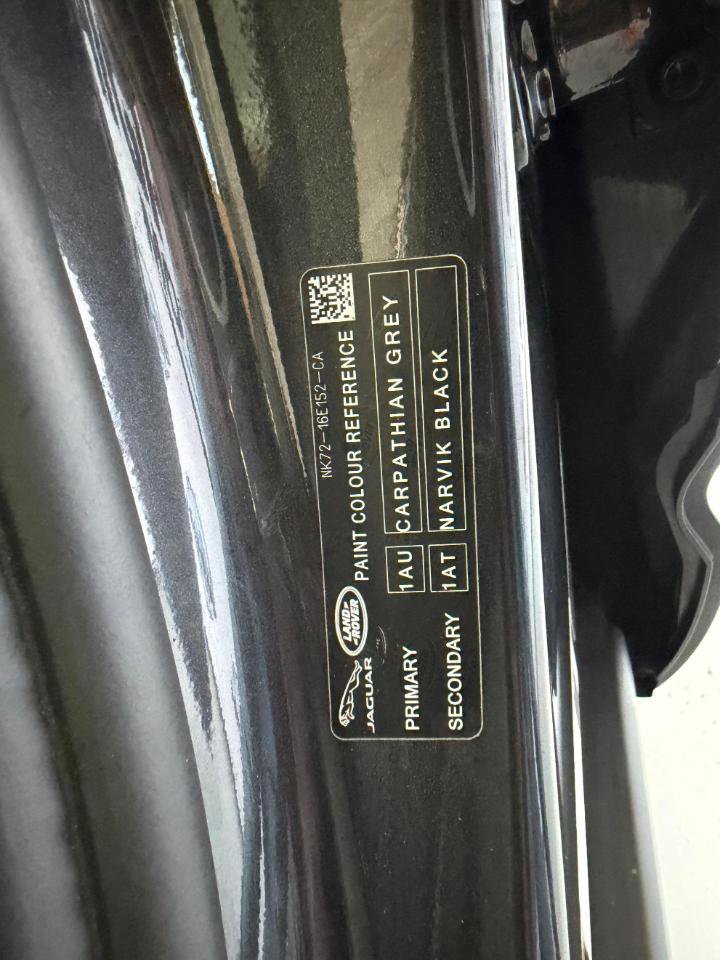 NK72-16E152-CA
JAGUAR
LAND-
-ROVER
PAINT COLOUR REFERENCE
PRIMARY 1AU CARPATHIAN GREY
SECONDARY 1AT NARVIK BLACK